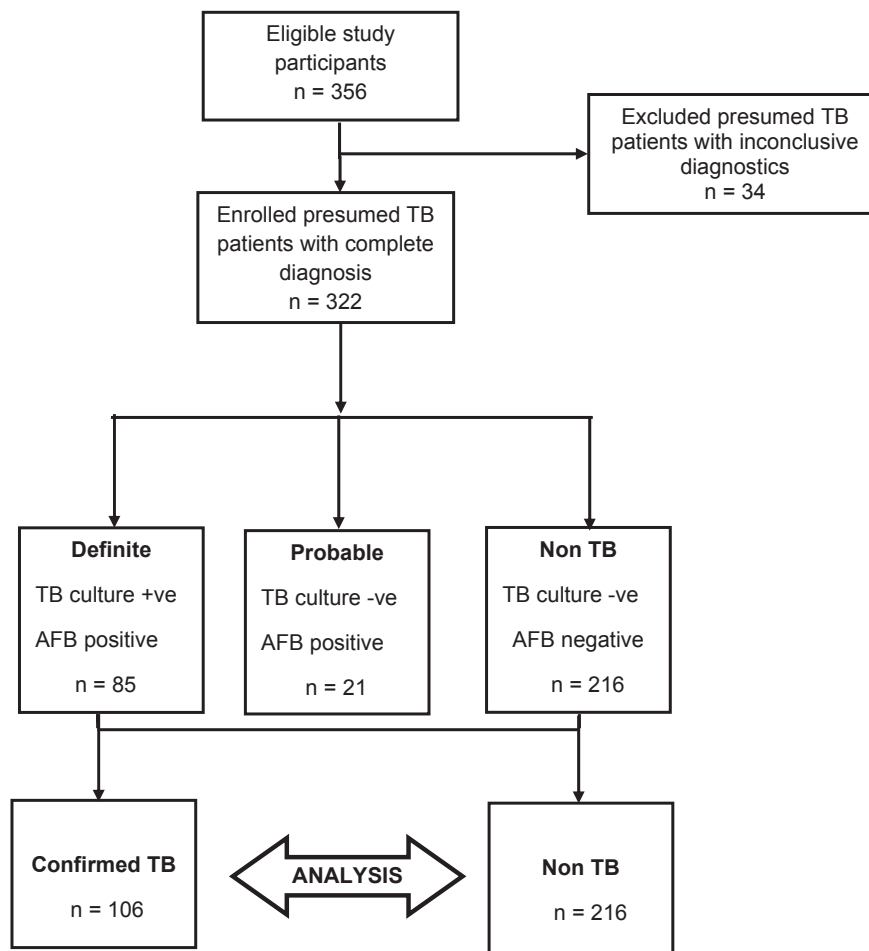 Eligible study
participants
n = 356
Excluded presumed TB
patients with inconclusive
diagnostics
n = 34
Enrolled presumed TB
patients with complete
diagnosis
n = 322
Definite
TB culture +ve
AFB positive
n = 85
Probable
TB culture -ve
AFB positive
n = 21
Non TB
TB culture -ve
AFB negative
n = 216
Confirmed TB
n = 106
ANALYSIS
Non TB
n = 216